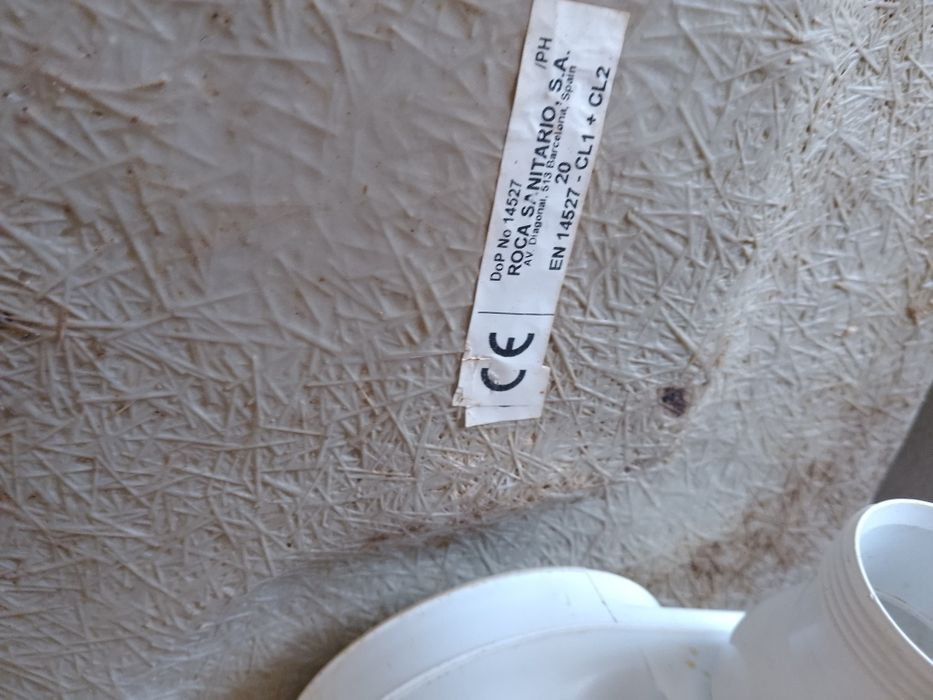 DoP No 14527
/PH
ROCA SANITARIO, S.A.
AV. Diagonal, 513 Barcelona, Spain
20
EN 14527 - CL1 + CL2
CE